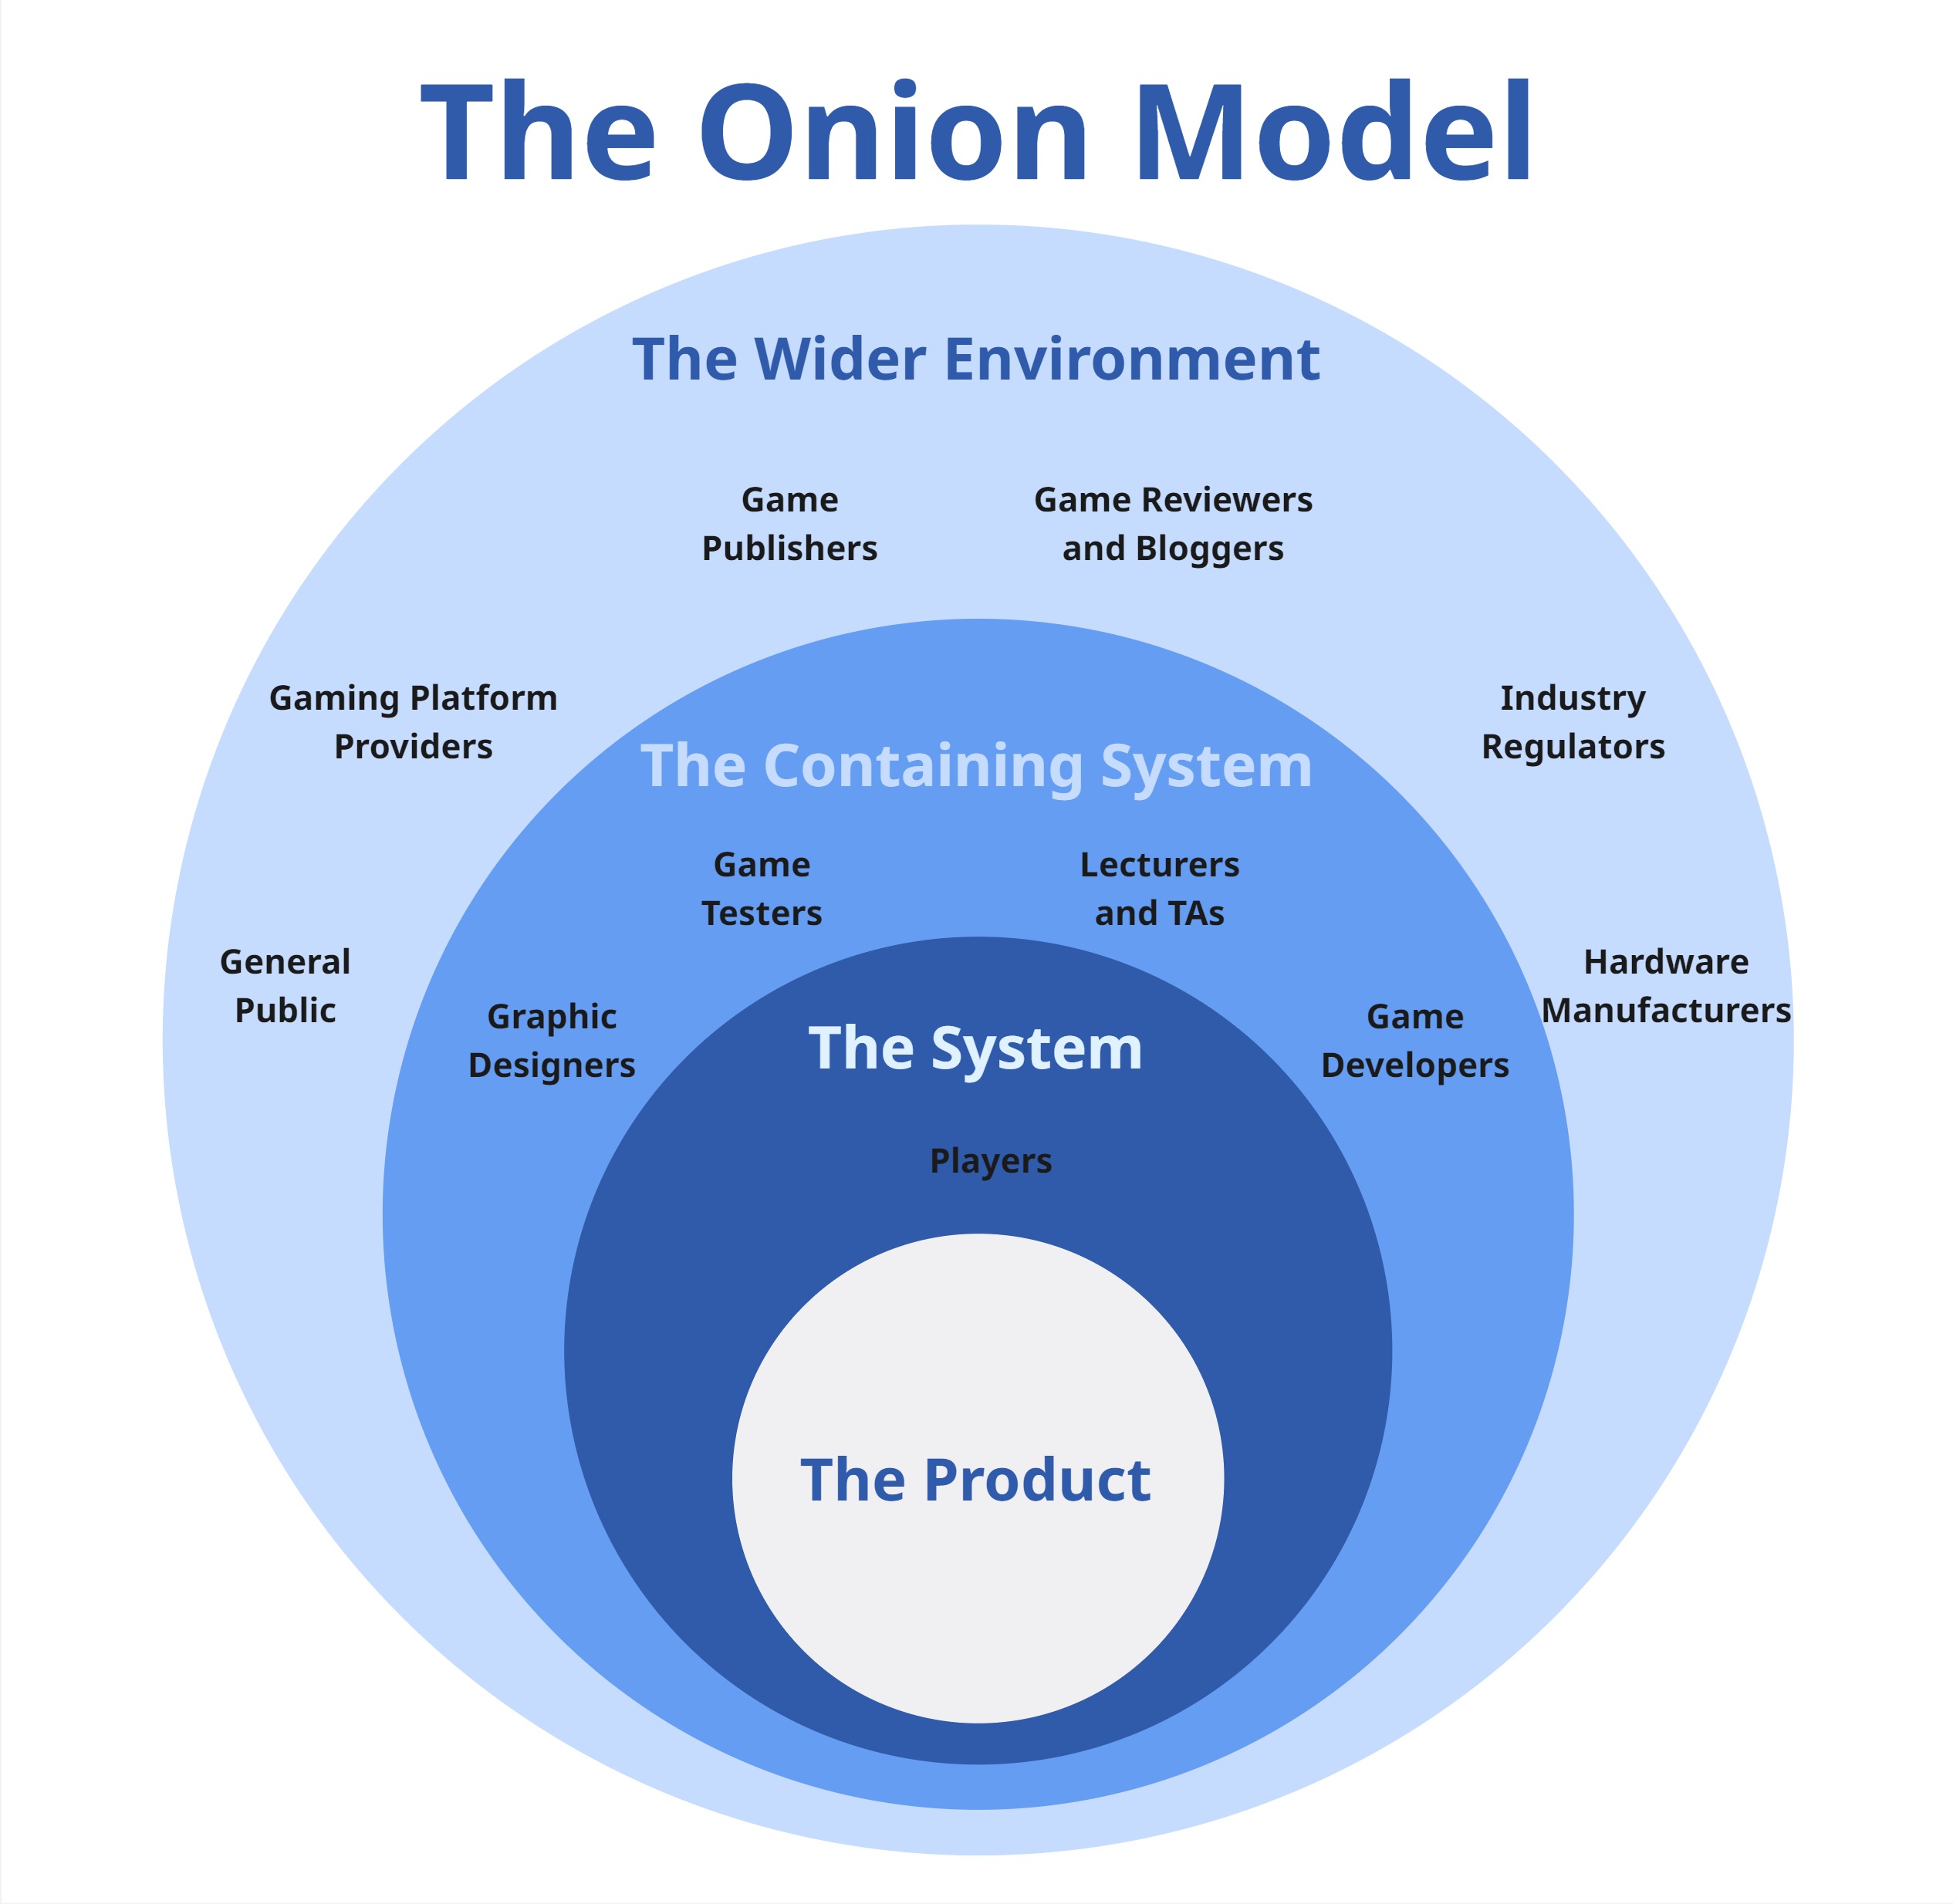 The Onion Model
The Wider Environment
Game
Publishers
Game Reviewers
and Bloggers
Gaming Platform
Providers
Industry
Regulators
The Containing System
Game
Testers
Lecturers
and TAs
General
Public
Hardware
Manufacturers
Graphic
Designers
Game
Developers
The System
Players
The Product